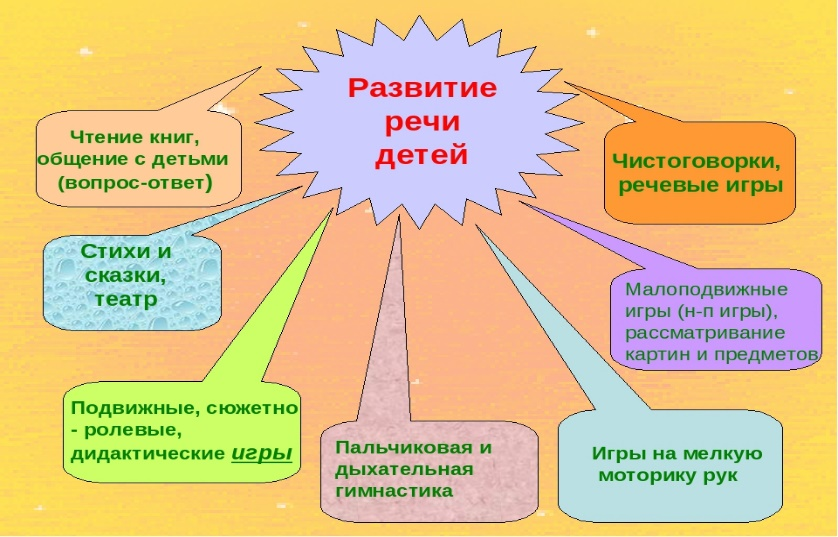 Развитие
речи
детей
Чтение книг,
общение с детьми
(вопрос-ответ)
Чистоговорки,
речевые игры
Стихи и
сказки,
театр
Малоподвижные
игры (н-п игры),
рассматривание
картин и предметов
Подвижные, сюжетно
- ролевые,
дидактические игры
Пальчиковая и
дыхательная
гимнастика
Игры на мелкую
моторику рук